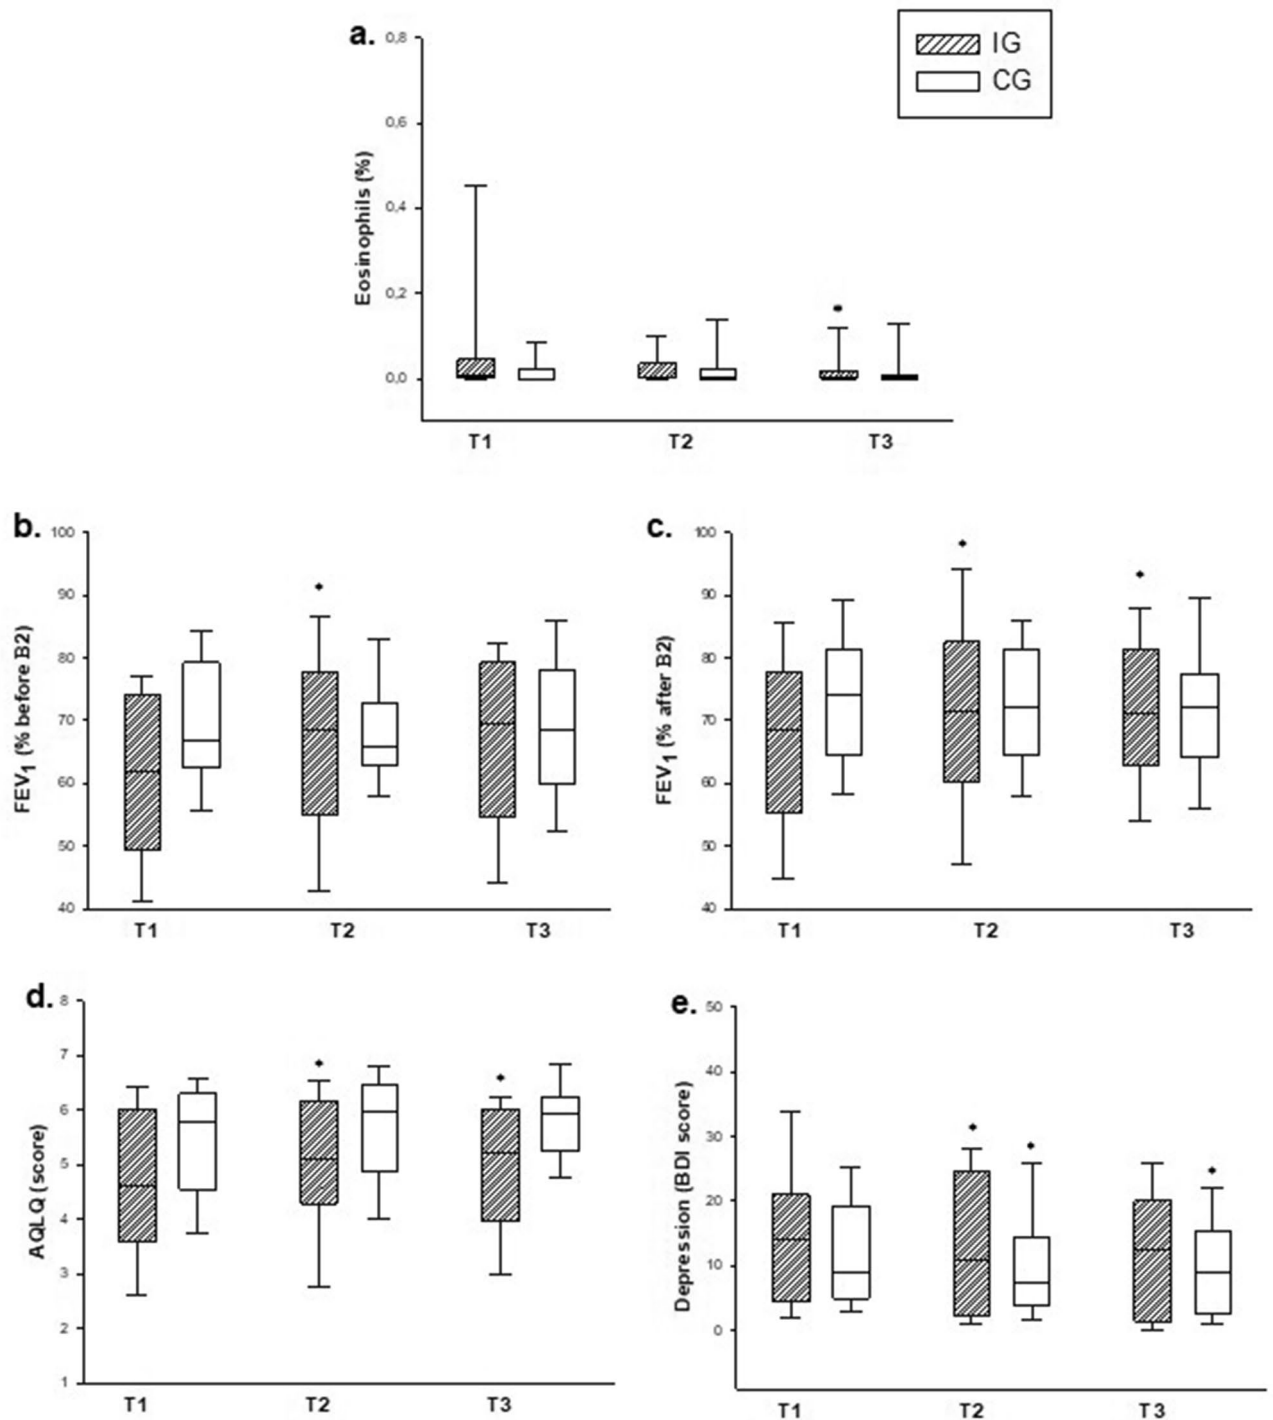 a.
IG
CG
Eosinophils (%)
0,8
0,6
0,4
0,2
0,0
*
T1 T2 T3
b.
FEV1 (% before B2)
100
90
80
70
60
50
40
*
T1 T2 T3
c.
FEV1 (% after B2)
100
90
80
70
60
50
40
* *
T1 T2 T3
d.
AQLQ (score)
8
7
6
5
4
3
2
1
* *
T1 T2 T3
e.
Depression (BDI score)
50
40
30
20
10
0
* * *
T1 T2 T3